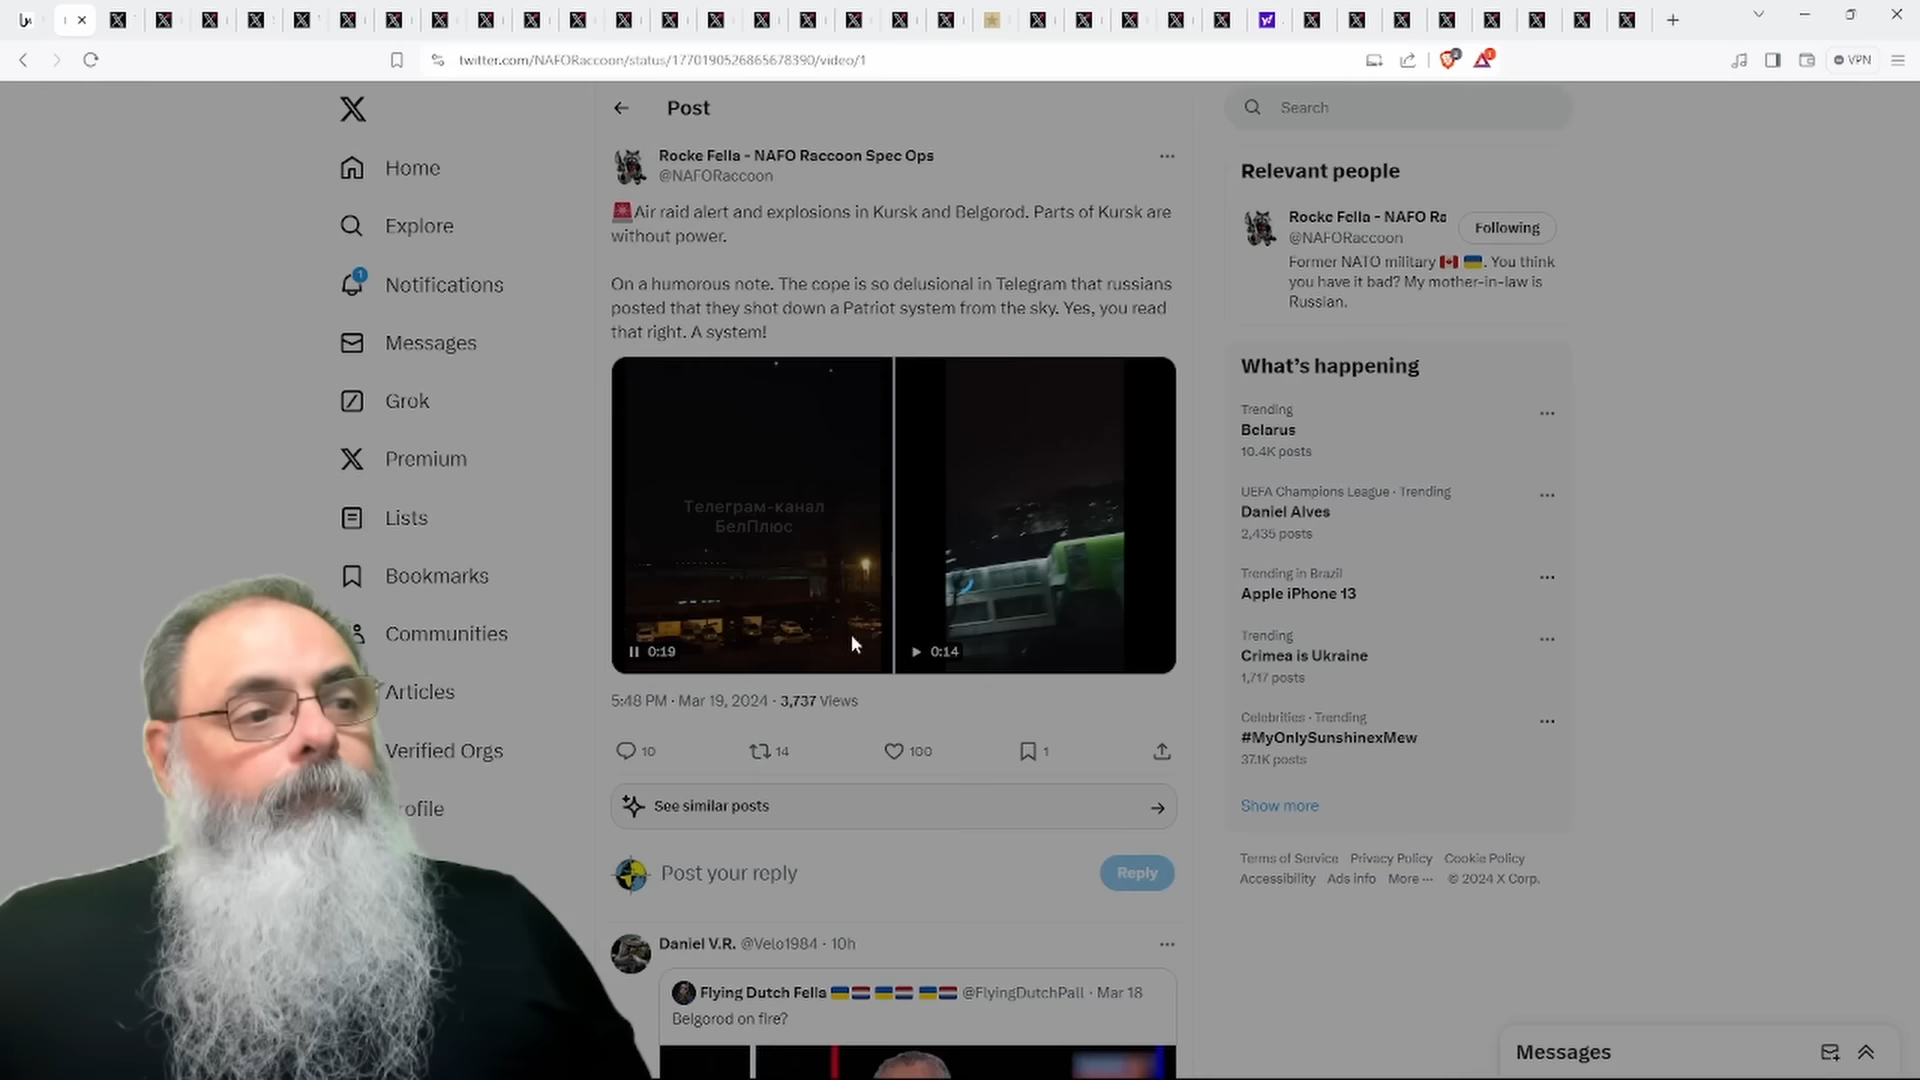 twitter.com/NAFORaccoon/status/1770190526865678390/video/1
VPN
Home
Explore
1
Notifications
Messages
Grok
Premium
Lists
Bookmarks
Communities
Articles
Verified Orgs
Post
Rocke Fella - NAFO Raccoon Spec Ops
@NAFORaccoon
🚨Air raid alert and explosions in Kursk and Belgorod. Parts of Kursk are
without power.
On a humorous note. The cope is so delusional in Telegram that russians
posted that they shot down a Patriot system from the sky. Yes, you read
that right. A system!
Телеграм-канал
БелПлюс
0:19
0:14
5:48 PM · Mar 19, 2024 · 3,737 Views
10
14
100
1
See similar posts
Post your reply
Reply
Daniel V.R. @Velo1984 · 10h
Flying Dutch Fella 🇺🇦🇳🇱 🇺🇦🇳🇱 🇺🇦🇳🇱 @FlyingDutchPall · Mar 18
Belgorod on fire?
Search
Relevant people
Rocke Fella - NAFO Ra
@NAFORaccoon
Following
Former NATO military 🇨🇦 🇺🇦. You think
you have it bad? My mother-in-law is
Russian.
What's happening
Trending
Belarus
10.4K posts
UEFA Champions League · Trending
Daniel Alves
2,435 posts
Trending in Brazil
Apple iPhone 13
Trending
Crimea is Ukraine
1,717 posts
Celebrities · Trending
#MyOnlySunshinexMew
37.1K posts
Show more
Terms of Service Privacy Policy Cookie Policy
Accessibility Ads info More ··· © 2024 X Corp.
Messages